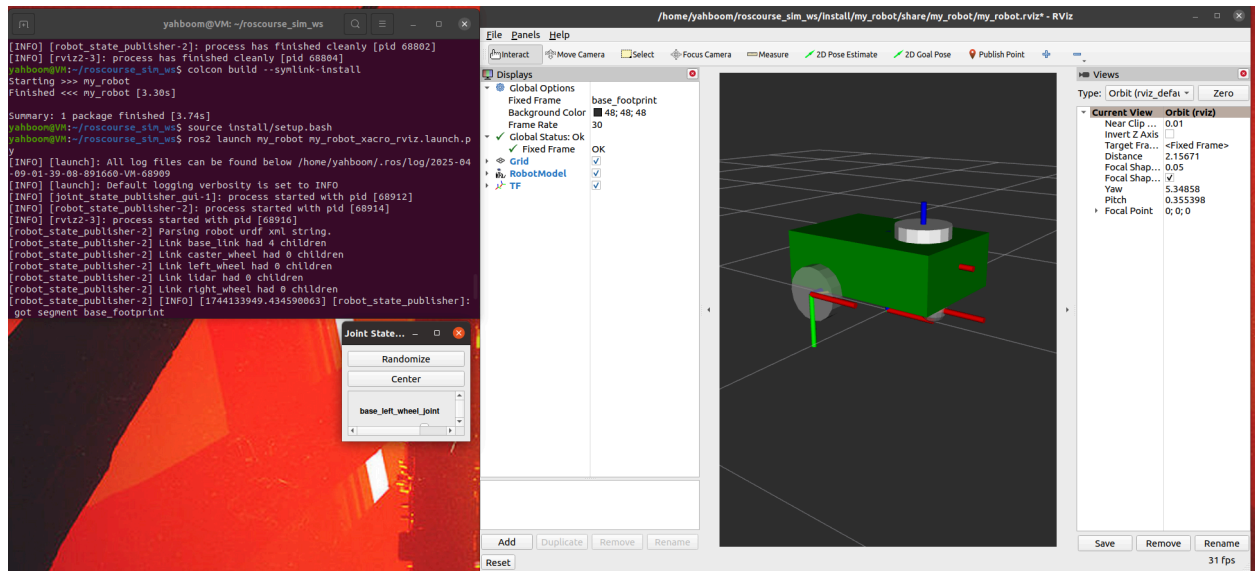 yahboom@VM: ~/roscourse_sim_ws
[INFO] [robot_state_publisher-2]: process has finished cleanly [pid 68802]
[INFO] [rviz2-3]: process has finished cleanly [pid 68804]
yahboom@VM:~/roscourse_sim_ws$ colcon build --symlink-install
Starting >>> my_robot
Finished <<< my_robot [3.30s]
Summary: 1 package finished [3.74s]
yahboom@VM:~/roscourse_sim_ws$ source install/setup.bash
yahboom@VM:~/roscourse_sim_ws$ ros2 launch my_robot my_robot_xacro_rviz.launch.p
y
[INFO] [launch]: All log files can be found below /home/yahboom/.ros/log/2025-04
-09-01-39-08-891660-VM-68909
[INFO] [launch]: Default logging verbosity is set to INFO
[INFO] [joint_state_publisher_gui-1]: process started with pid [68912]
[INFO] [robot_state_publisher-2]: process started with pid [68914]
[INFO] [rviz2-3]: process started with pid [68916]
[robot_state_publisher-2] Parsing robot urdf xml string.
[robot_state_publisher-2] Link base_link had 4 children
[robot_state_publisher-2] Link caster_wheel had 0 children
[robot_state_publisher-2] Link left_wheel had 0 children
[robot_state_publisher-2] Link lidar had 0 children
[robot_state_publisher-2] Link right_wheel had 0 children
[robot_state_publisher-2] [INFO] [1744133949.434590063] [robot_state_publisher]:
got segment base_footprint
Joint State...
Randomize
Center
base_left_wheel_joint
/home/yahboom/roscourse_sim_ws/install/my_robot/share/my_robot/my_robot.rviz* - RViz
File Panels Help
Interact Move Camera Select Focus Camera Measure 2D Pose Estimate 2D Goal Pose Publish Point
Displays
Global Options
Fixed Frame base_footprint
Background Color 48; 48; 48
Frame Rate 30
Global Status: Ok
Fixed Frame OK
Grid
RobotModel
TF
Add Duplicate Remove Rename
Reset
Views
Type: Orbit (rviz_defau Zero
Current View Orbit (rviz)
Near Clip ... 0.01
Invert Z Axis
Target Fra... <Fixed Frame>
Distance 2.15671
Focal Shap... 0.05
Focal Shap...
Yaw 5.34858
Pitch 0.355398
Focal Point 0; 0; 0
Save Remove Rename
31 fps